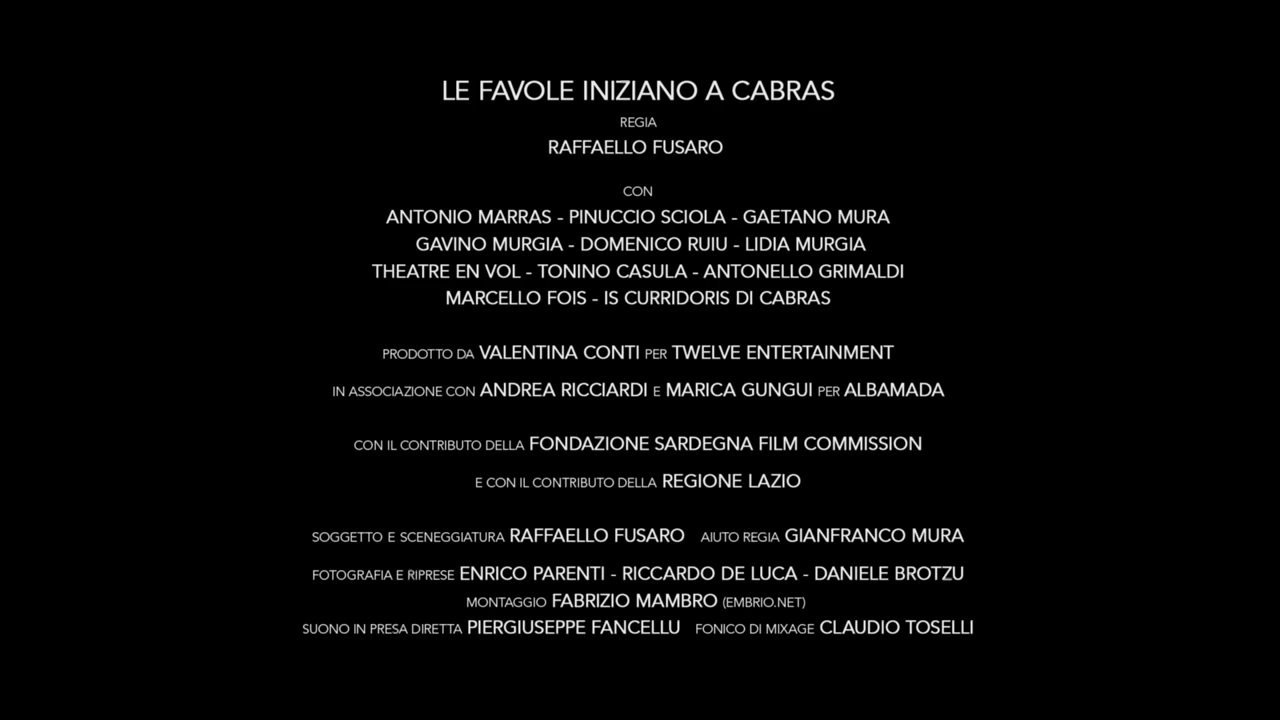 LE FAVOLE INIZIANO A CABRAS
REGIA
RAFFAELLO FUSARO
CON
ANTONIO MARRAS - PINUCCIO SCIOLA - GAETANO MURA
GAVINO MURGIA - DOMENICO RUIU - LIDIA MURGIA
THEATRE EN VOL - TONINO CASULA - ANTONELLO GRIMALDI
MARCELLO FOIS - IS CURRIDORIS DI CABRAS
PRODOTTO DA VALENTINA CONTI PER TWELVE ENTERTAINMENT
IN ASSOCIAZIONE CON ANDREA RICCIARDI E MARICA GUNGUI PER ALBAMADA
CON IL CONTRIBUTO DELLA FONDAZIONE SARDEGNA FILM COMMISSION
E CON IL CONTRIBUTO DELLA REGIONE LAZIO
SOGGETTO E SCENEGGIATURA RAFFAELLO FUSARO AIUTO REGIA GIANFRANCO MURA
FOTOGRAFIA E RIPRESE ENRICO PARENTI - RICCARDO DE LUCA - DANIELE BROTZU
MONTAGGIO FABRIZIO MAMBRO (EMBRIO.NET)
SUONO IN PRESA DIRETTA PIERGIUSEPPE FANCELLU FONICO DI MIXAGE CLAUDIO TOSELLI